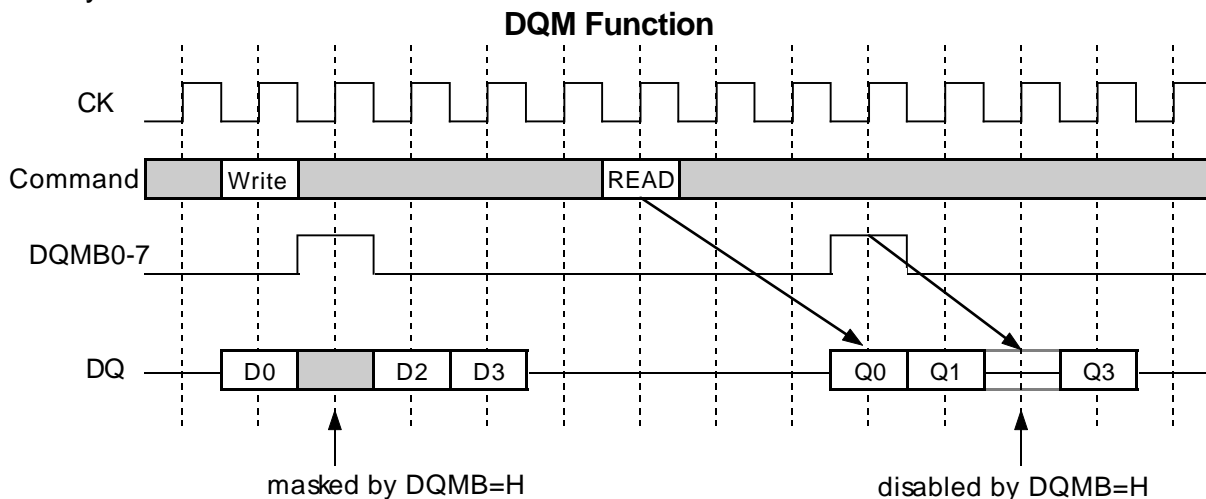 DQM Function
CK
Command Write READ
DQMB0-7
DQ D0 D2 D3 Q0 Q1 Q3
masked by DQMB=H disabled by DQMB=H